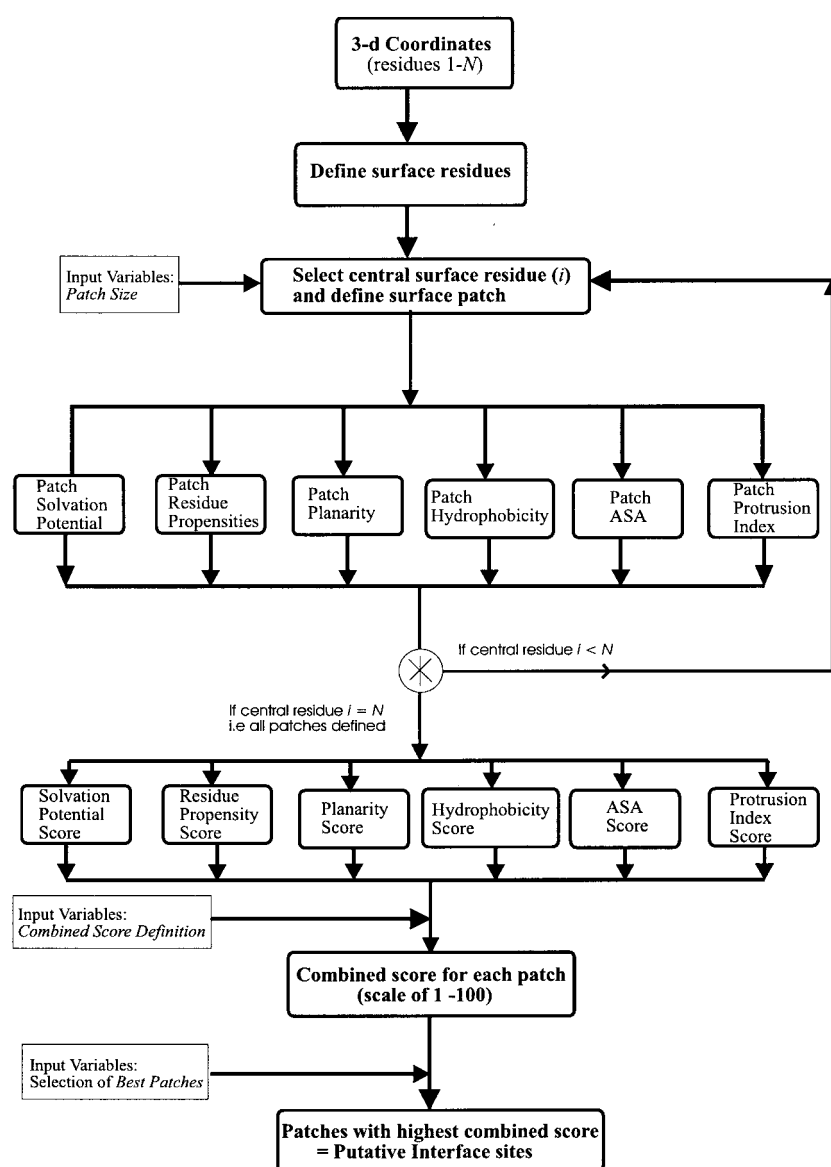 3-d Coordinates
(residues 1-N)
Define surface residues
Input Variables:
Patch Size
Select central surface residue (i)
and define surface patch
Patch
Solvation
Potential
Patch
Residue
Propensities
Patch
Planarity
Patch
Hydrophobicity
Patch
ASA
Patch
Protrusion
Index
If central residue i < N
If central residue i = N
i.e all patches defined
Solvation
Potential
Score
Residue
Propensity
Score
Planarity
Score
Hydrophobicity
Score
ASA
Score
Protrusion
Index
Score
Input Variables:
Combined Score Definition
Combined score for each patch
(scale of 1 -100)
Input Variables:
Selection of Best Patches
Patches with highest combined score
= Putative Interface sites